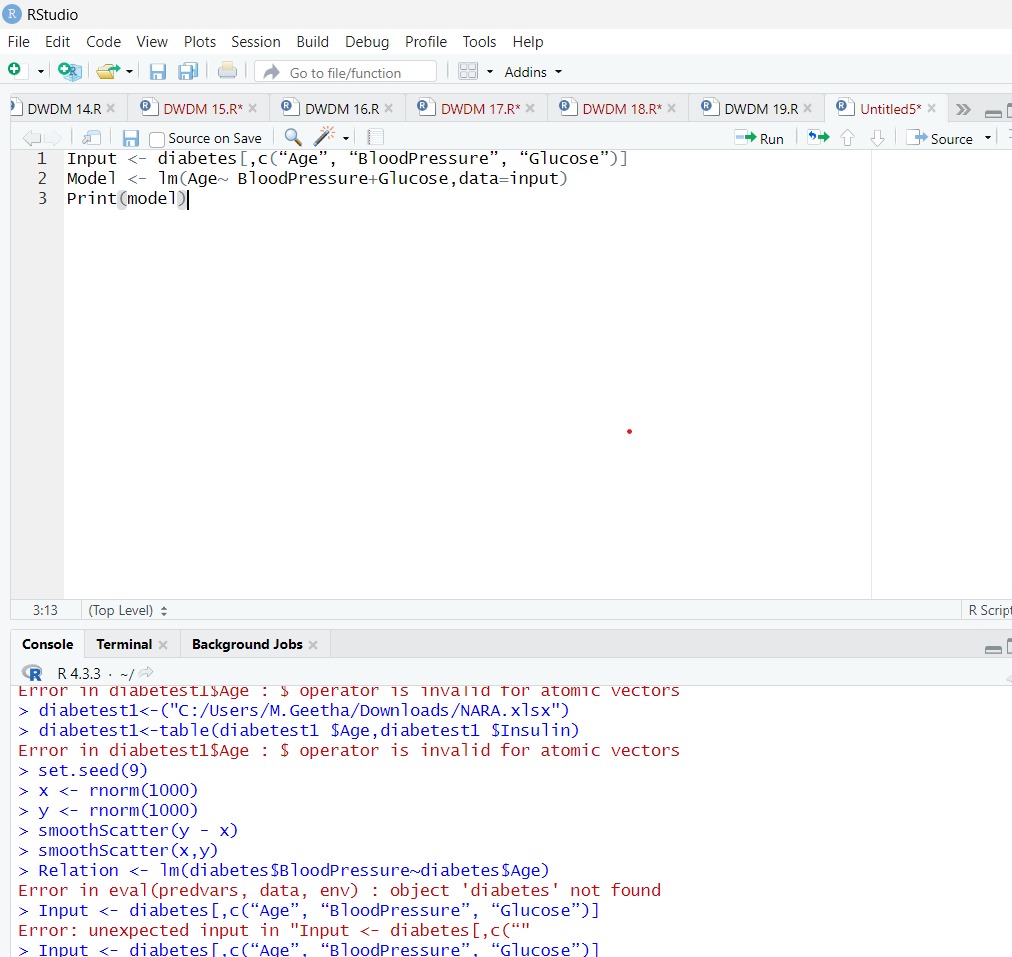 RStudio
File Edit Code View Plots Session Build Debug Profile Tools Help
Go to file/function Addins
DWDM 14.R DWDM 15.R* DWDM 16.R DWDM 17.R* DWDM 18.R* DWDM 19.R Untitled5*
Source on Save Run Source
1 Input <- diabetes[,c(“Age”, “BloodPressure”, “Glucose”)]
2 Model <- lm(Age~ BloodPressure+Glucose,data=input)
3 Print(model)
3:13 (Top Level) R Script
Console Terminal Background Jobs
R 4.3.3 · ~/
Error in diabetest1$Age : $ operator is invalid for atomic vectors
> diabetest1<-("C:/Users/M.Geetha/Downloads/NARA.xlsx")
> diabetest1<-table(diabetest1 $Age,diabetest1 $Insulin)
Error in diabetest1$Age : $ operator is invalid for atomic vectors
> set.seed(9)
> x <- rnorm(1000)
> y <- rnorm(1000)
> smoothScatter(y - x)
> smoothScatter(x,y)
> Relation <- lm(diabetes$BloodPressure~diabetes$Age)
Error in eval(predvars, data, env) : object 'diabetes' not found
> Input <- diabetes[,c(“Age”, “BloodPressure”, “Glucose”)]
Error: unexpected input in "Input <- diabetes[,c(“"
> Input <- diabetes[,c(“Age”, “BloodPressure”, “Glucose”)]